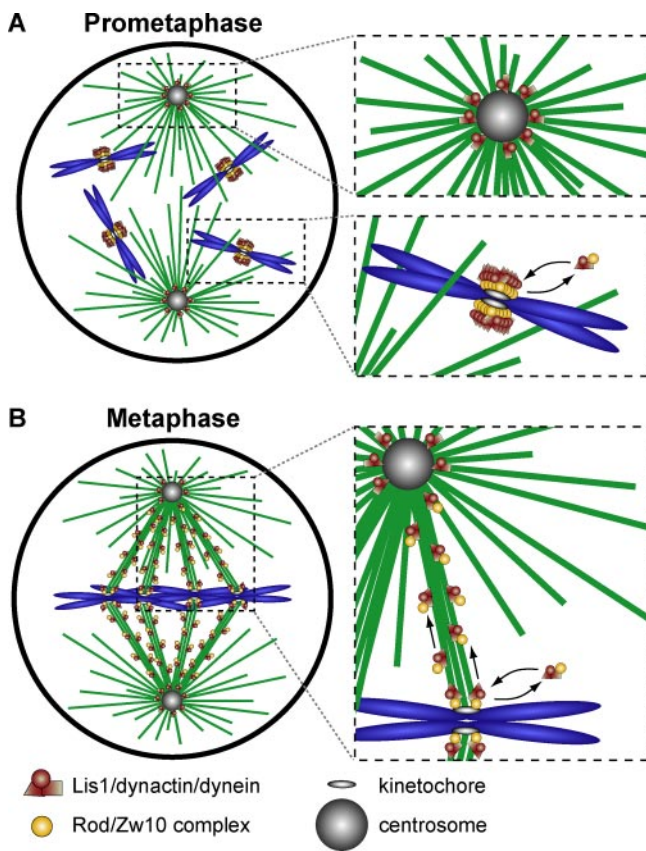 A
Prometaphase
B
Metaphase
Lis1/dynactin/dynein
kinetochore
Rod/Zw10 complex
centrosome